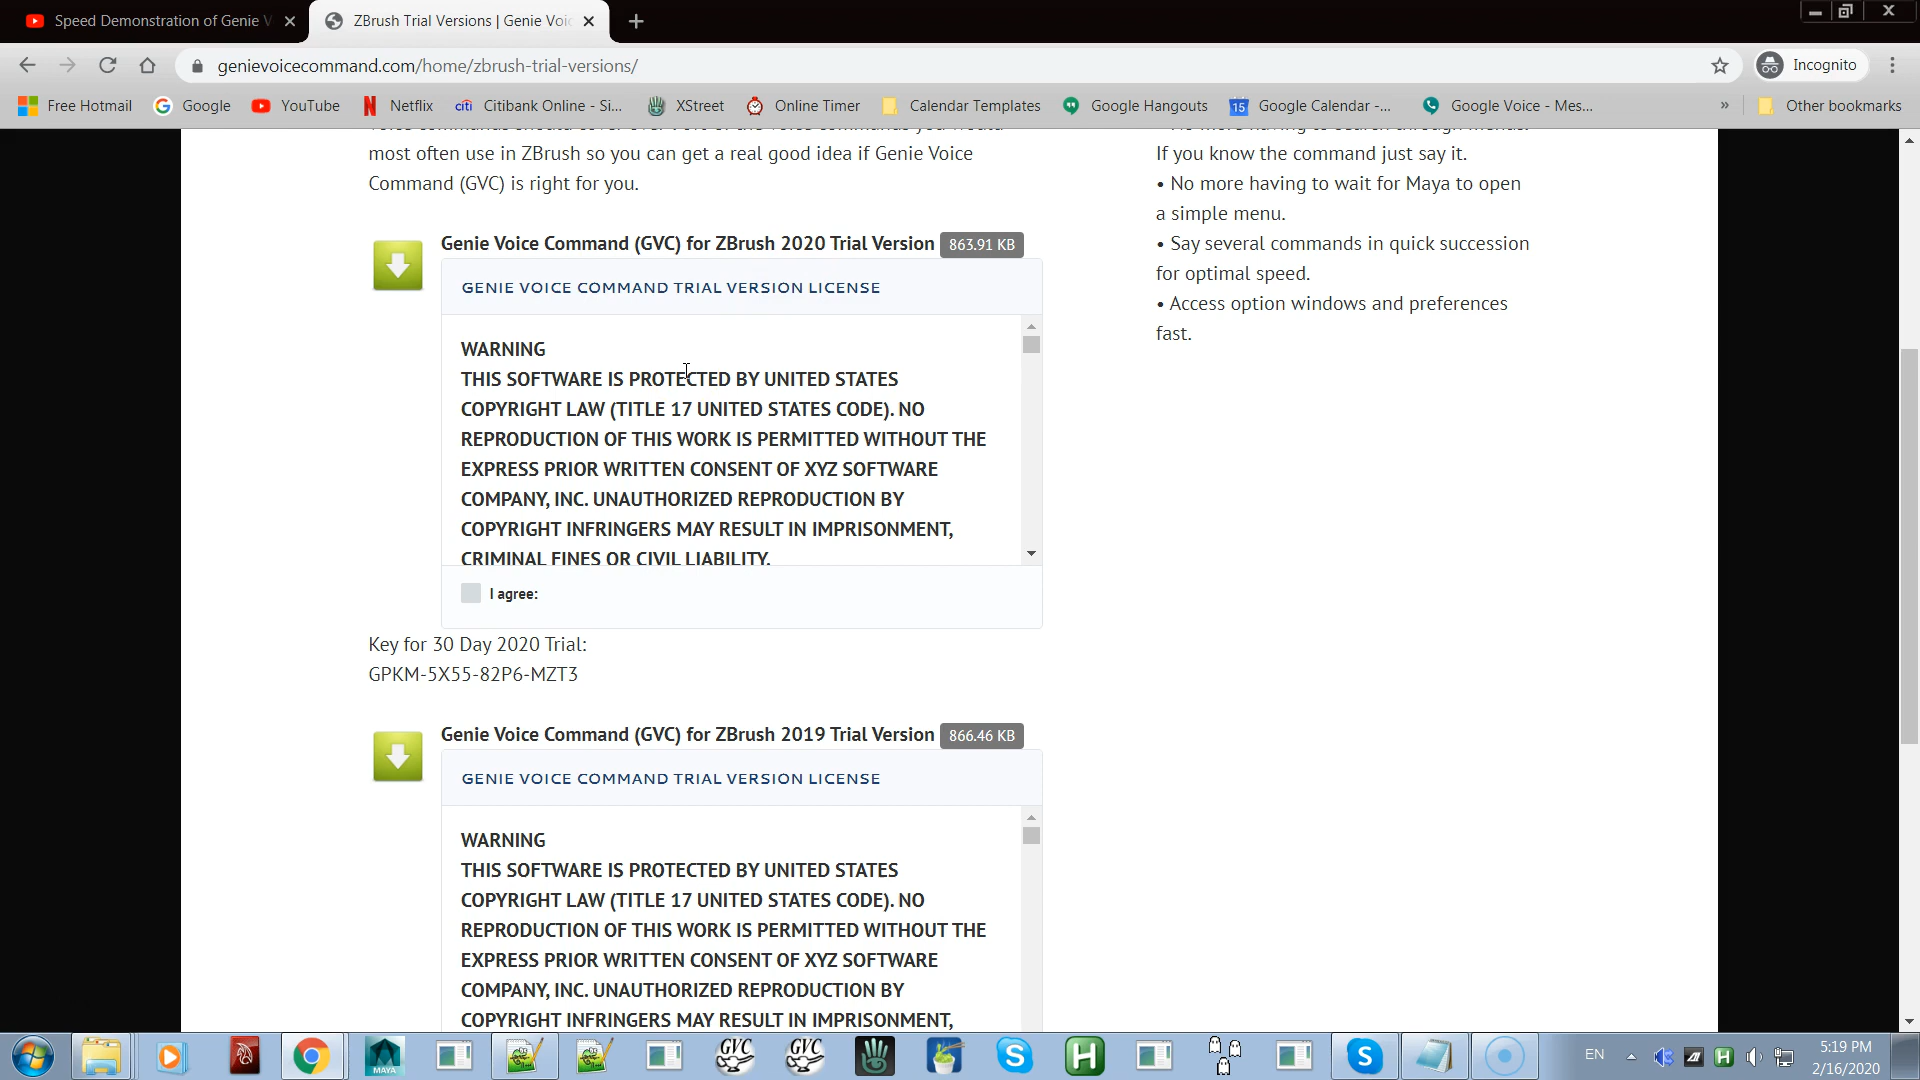 Speed Demonstration of Genie V
ZBrush Trial Versions | Genie Voic
genievoicecommand.com/home/zbrush-trial-versions/
Incognito
Free Hotmail
Google
YouTube
Netflix
citi
Citibank Online - Si...
XStreet
Online Timer
Calendar Templates
Google Hangouts
15
Google Calendar -...
Google Voice - Mes...
»
Other bookmarks
most often use in ZBrush so you can get a real good idea if Genie Voice
Command (GVC) is right for you.
Genie Voice Command (GVC) for ZBrush 2020 Trial Version
863.91 KB
GENIE VOICE COMMAND TRIAL VERSION LICENSE
WARNING
THIS SOFTWARE IS PROTECTED BY UNITED STATES
COPYRIGHT LAW (TITLE 17 UNITED STATES CODE). NO
REPRODUCTION OF THIS WORK IS PERMITTED WITHOUT THE
EXPRESS PRIOR WRITTEN CONSENT OF XYZ SOFTWARE
COMPANY, INC. UNAUTHORIZED REPRODUCTION BY
COPYRIGHT INFRINGERS MAY RESULT IN IMPRISONMENT,
CRIMINAL FINES OR CIVIL LIABILITY.
I agree:
Key for 30 Day 2020 Trial:
GPKM-5X55-82P6-MZT3
Genie Voice Command (GVC) for ZBrush 2019 Trial Version
866.46 KB
GENIE VOICE COMMAND TRIAL VERSION LICENSE
WARNING
THIS SOFTWARE IS PROTECTED BY UNITED STATES
COPYRIGHT LAW (TITLE 17 UNITED STATES CODE). NO
REPRODUCTION OF THIS WORK IS PERMITTED WITHOUT THE
EXPRESS PRIOR WRITTEN CONSENT OF XYZ SOFTWARE
COMPANY, INC. UNAUTHORIZED REPRODUCTION BY
COPYRIGHT INFRINGERS MAY RESULT IN IMPRISONMENT,
If you know the command just say it.
• No more having to wait for Maya to open
a simple menu.
• Say several commands in quick succession
for optimal speed.
• Access option windows and preferences
fast.
MAYA
GVC
GVC
EN
5:19 PM
2/16/2020